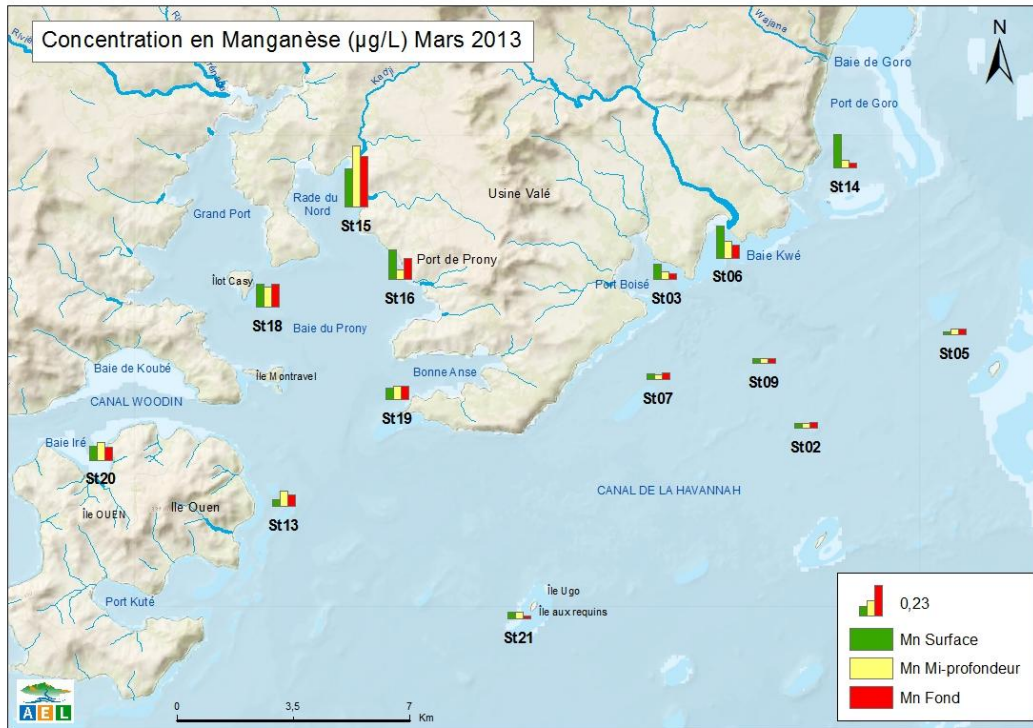 Concentration en Manganèse (µg/L) Mars 2013
Wajana
N
Kadji
Baie de Goro
Port de Goro
St14
Usine Valé
Rade du
Nord
St15
Grand Port
Port de Prony
St16
Baie Kwé
St06
Port Boisé
St03
Îlot Casy
St18
Baie du Prony
St05
Baie de Koubé
Île Montravel
Bonne Anse
St09
St07
CANAL WOODIN
St19
St02
Baie Iré
St20
CANAL DE LA HAVANNAH
Île OUEN
Île Ouen
St13
Port Kuté
Île Ugo
Île aux requins
St21
0,23
Mn Surface
Mn Mi-profondeur
Mn Fond
AEL
0
3,5
7
Km